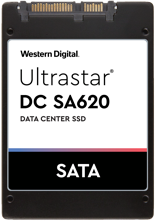 Western Digital.
Ultrastar®
DC SA620
DATA CENTER SSD
SATA